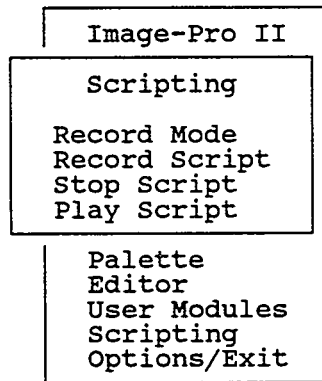 Image-Pro II
Scripting
Record Mode
Record Script
Stop Script
Play Script
Palette
Editor
User Modules
Scripting
Options/Exit